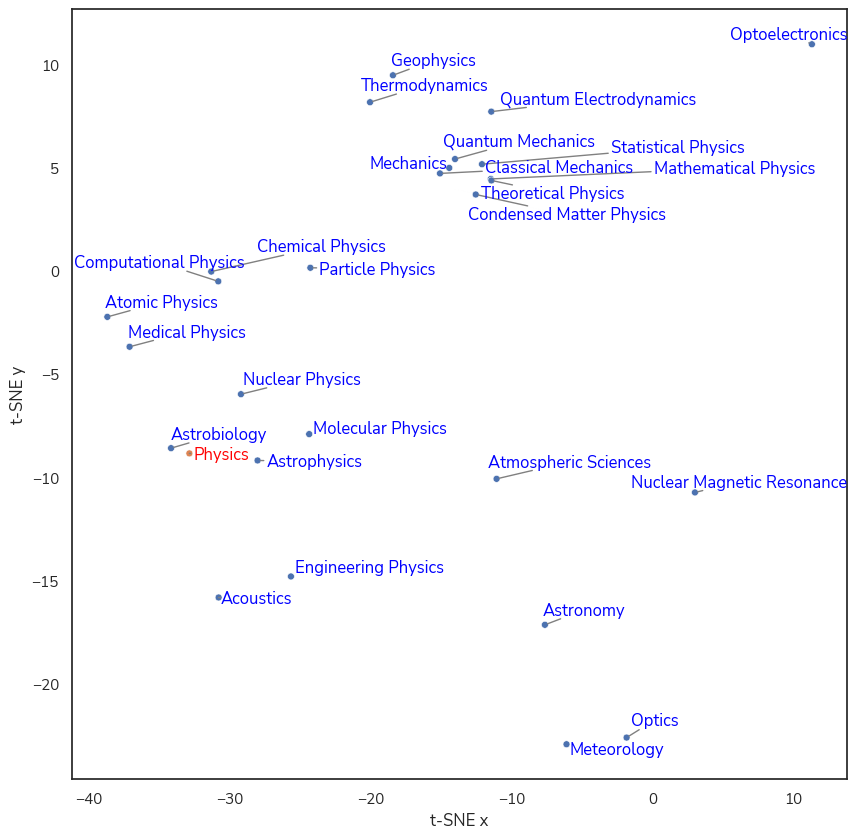 Optoelectronics
Geophysics
Thermodynamics
Quantum Electrodynamics
Quantum Mechanics
Statistical Physics
Mechanics
Classical Mechanics
Mathematical Physics
Theoretical Physics
Condensed Matter Physics
Chemical Physics
Computational Physics
Particle Physics
Atomic Physics
Medical Physics
Nuclear Physics
Molecular Physics
Astrobiology
Physics
Astrophysics
Atmospheric Sciences
Nuclear Magnetic Resonance
Engineering Physics
Acoustics
Astronomy
Optics
Meteorology
10
5
0
−5
−10
−15
−20
t-SNE y
−40
−30
−20
−10
0
10
t-SNE x